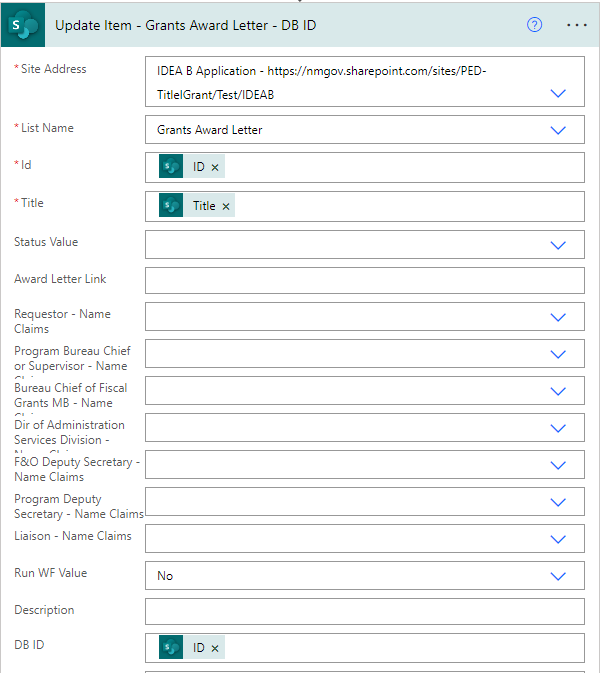 Update Item - Grants Award Letter - DB ID
* Site Address
IDEA B Application - https://nmgov.sharepoint.com/sites/PED-
TitleIGrant/Test/IDEAB
* List Name
Grants Award Letter
* Id
ID ×
* Title
Title ×
Status Value
Award Letter Link
Requestor - Name
Claims
Program Bureau Chief
or Supervisor - Name
Bureau Chief of Fiscal
Grants MB - Name
Dir of Administration
Services Division -
F&O Deputy Secretary -
Name Claims
Program Deputy
Secretary - Name Claims
Liaison - Name Claims
Run WF Value
No
Description
DB ID
ID ×